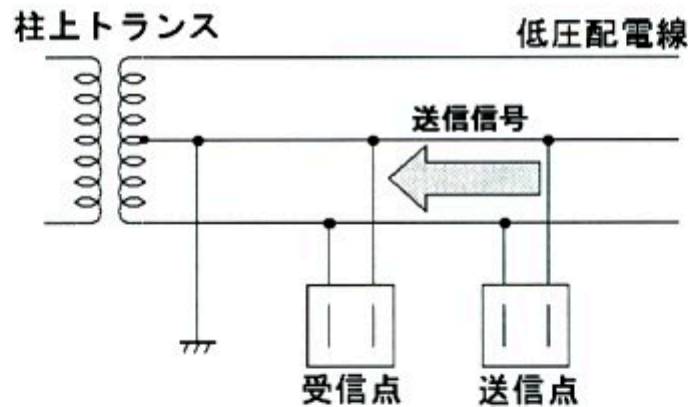 柱上トランス
低圧配電線
送信信号
受信点
送信点